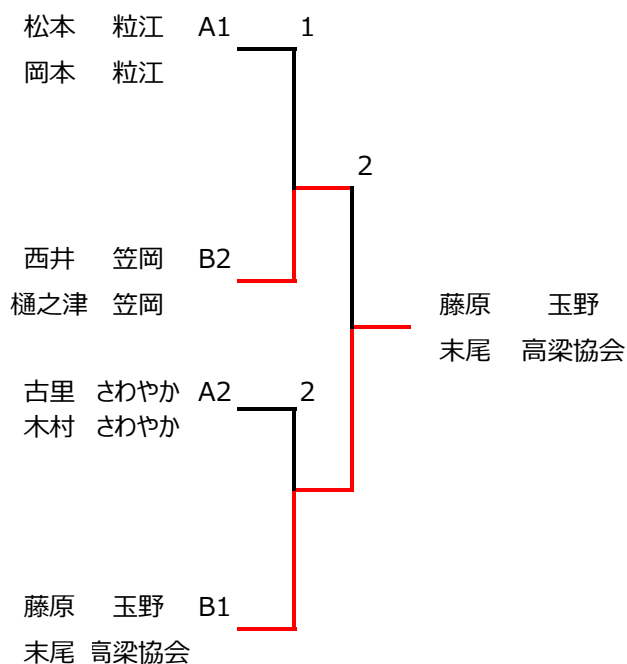 松本 粒江 A1 1
岡本 粒江
2
西井 笠岡 B2
樋之津 笠岡
藤原 玉野
末尾 高梁協会
古里 さわやか A2 2
木村 さわやか
藤原 玉野 B1
末尾 高梁協会